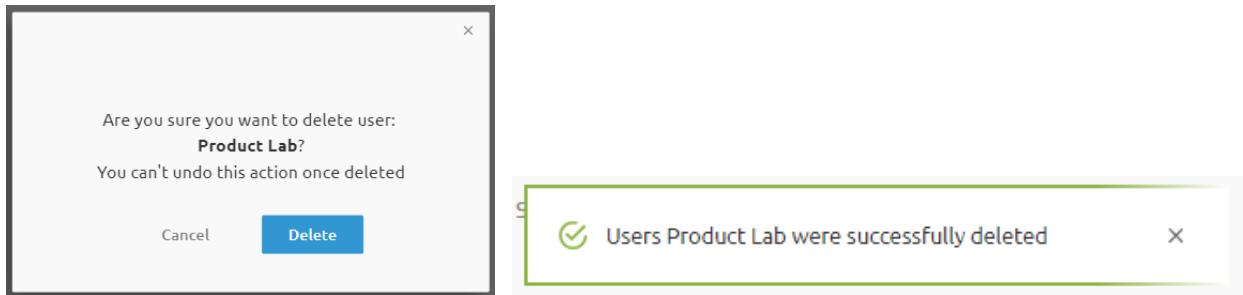 ×
Are you sure you want to delete user:
Product Lab?
You can't undo this action once deleted
Cancel
Delete
Users Product Lab were successfully deleted
×